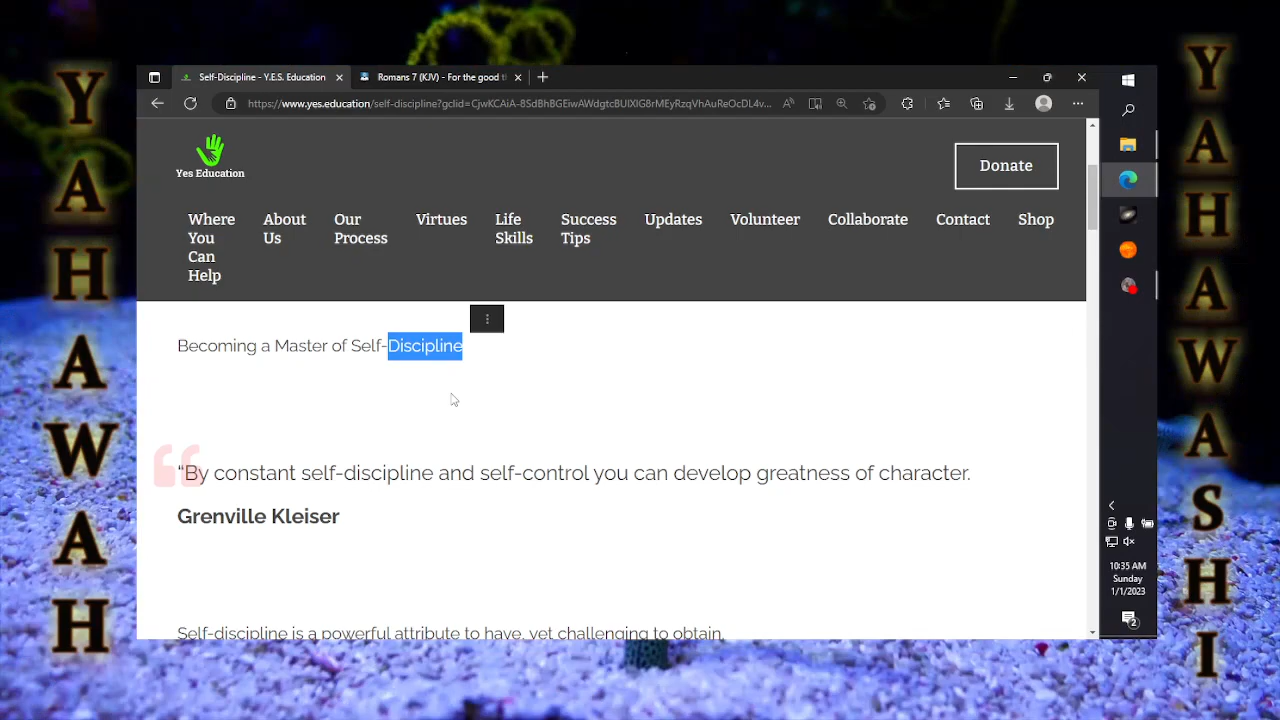 YAHAWAH
Self-Discipline - Y.E.S. Education
Romans 7 (KJV) - For the good t
https://www.yes.education/self-discipline?gclid=CjwKCAiA-8SdBhBGEiwAWdgtcBUIXlG8rMEyRzqVhAuReOcDL4v...
Yes Education
Donate
Where You Can Help
About Us
Our Process
Virtues
Life Skills
Success Tips
Updates
Volunteer
Collaborate
Contact
Shop
Becoming a Master of Self-Discipline
“By constant self-discipline and self-control you can develop greatness of character.
Grenville Kleiser
Self-discipline is a powerful attribute to have, yet challenging to obtain.
10:35 AM
Sunday
1/1/2023
2
YAHAWASHI